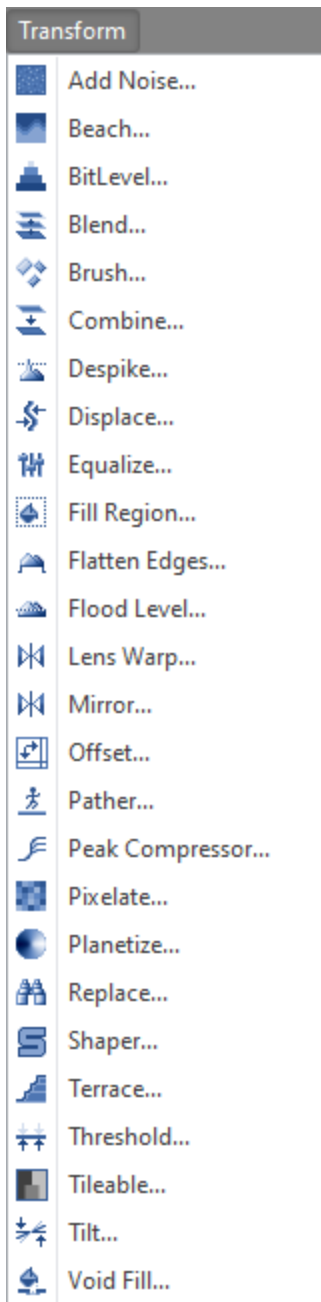 Transform
Add Noise...
Beach...
BitLevel...
Blend...
Brush...
Combine...
Despike...
Displace...
Equalize...
Fill Region...
Flatten Edges...
Flood Level...
Lens Warp...
Mirror...
Offset...
Pather...
Peak Compressor...
Pixelate...
Planetize...
Replace...
Shaper...
Terrace...
Threshold...
Tileable...
Tilt...
Void Fill...